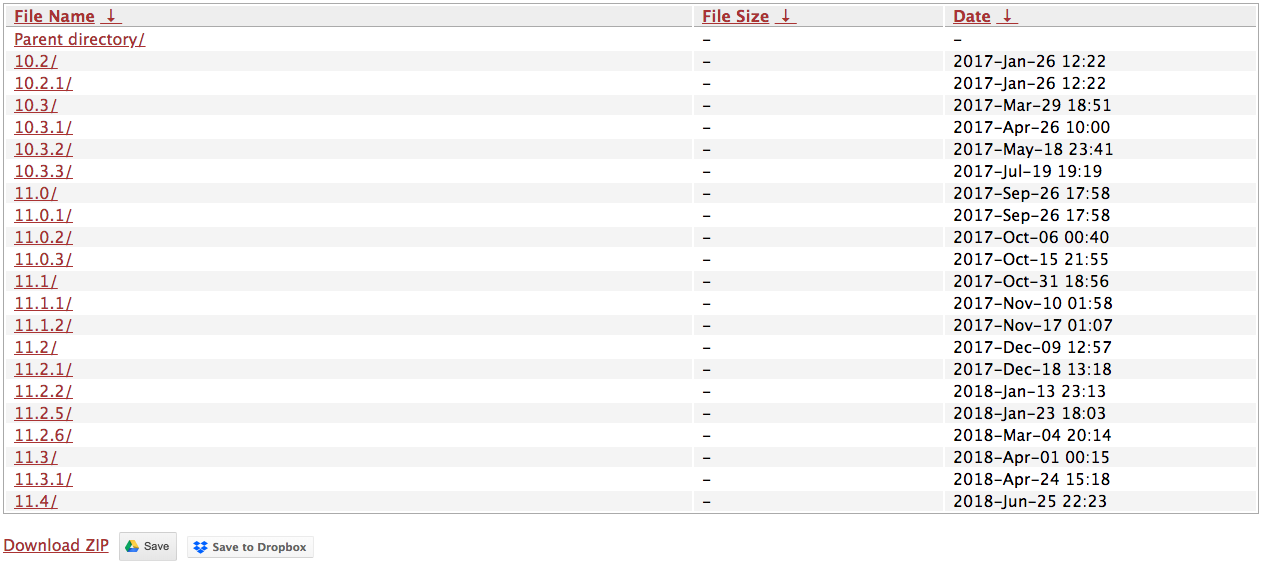 File Name ↓ File Size ↓ Date ↓
Parent directory/ – –
10.2/ – 2017-Jan-26 12:22
10.2.1/ – 2017-Jan-26 12:22
10.3/ – 2017-Mar-29 18:51
10.3.1/ – 2017-Apr-26 10:00
10.3.2/ – 2017-May-18 23:41
10.3.3/ – 2017-Jul-19 19:19
11.0/ – 2017-Sep-26 17:58
11.0.1/ – 2017-Sep-26 17:58
11.0.2/ – 2017-Oct-06 00:40
11.0.3/ – 2017-Oct-15 21:55
11.1/ – 2017-Oct-31 18:56
11.1.1/ – 2017-Nov-10 01:58
11.1.2/ – 2017-Nov-17 01:07
11.2/ – 2017-Dec-09 12:57
11.2.1/ – 2017-Dec-18 13:18
11.2.2/ – 2018-Jan-13 23:13
11.2.5/ – 2018-Jan-23 18:03
11.2.6/ – 2018-Mar-04 20:14
11.3/ – 2018-Apr-01 00:15
11.3.1/ – 2018-Apr-24 15:18
11.4/ – 2018-Jun-25 22:23
Download ZIP Save Save to Dropbox